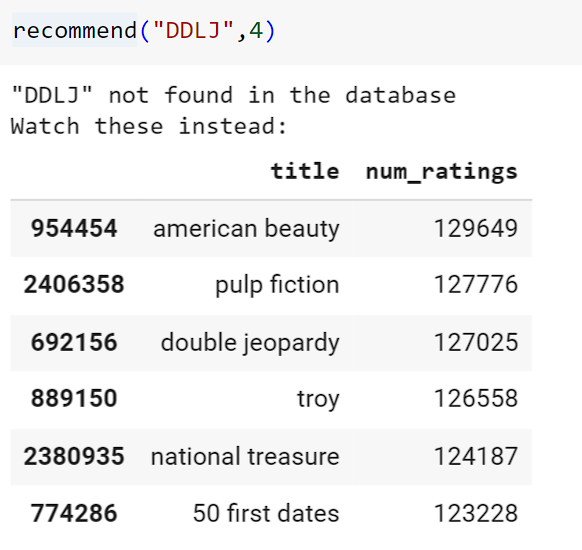 recommend("DDLJ",4)
"DDLJ" not found in the database
Watch these instead:
title num_ratings
954454 american beauty 129649
2406358 pulp fiction 127776
692156 double jeopardy 127025
889150 troy 126558
2380935 national treasure 124187
774286 50 first dates 123228